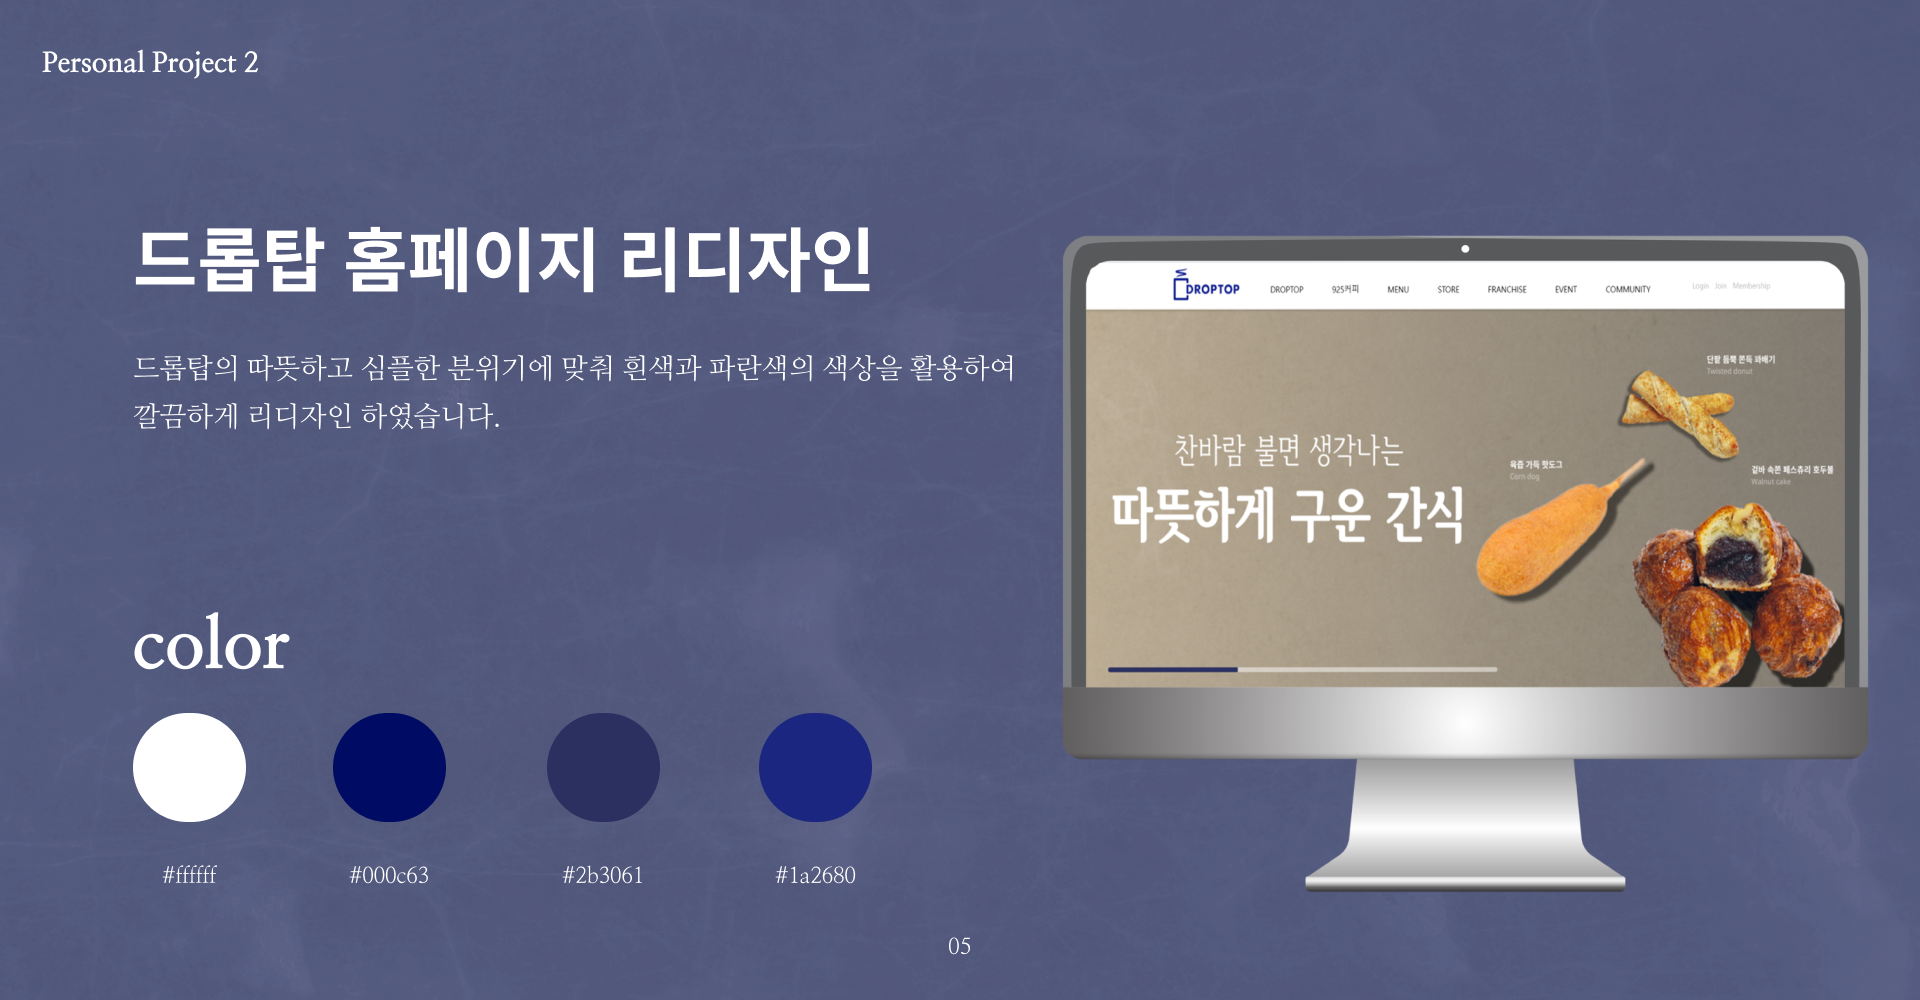 Personal Project 2
드롭탑 홈페이지 리디자인
드롭탑의 따뜻하고 심플한 분위기에 맞춰 흰색과 파란색의 색상을 활용하여
깔끔하게 리디자인 하였습니다.
color
#ffffff
#000c63
#2b3061
#1a2680
DROPTOP
DROPTOP 925커피 MENU STORE FRANCHISE EVENT COMMUNITY
Login Join Membership
찬바람 불면 생각나는
따뜻하게 구운 간식
단팥 듬뿍 쫀득 꽈배기
Twisted donut
육즙 가득 핫도그
Corn dog
겉바 속쫀 페스츄리 호두볼
Walnut cake
05